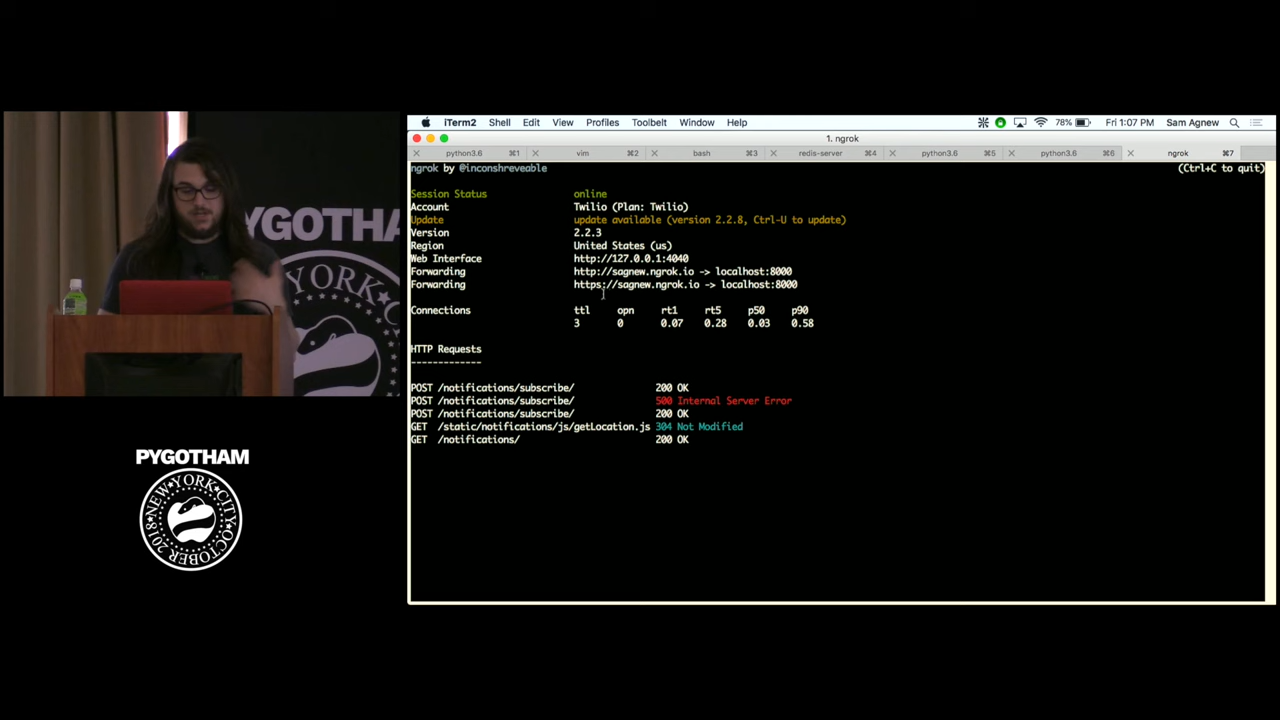 iTerm2 Shell Edit View Profiles Toolbelt Window Help 78% Fri 1:07 PM Sam Agnew
1. ngrok
python3.6 ⌘1 vim ⌘2 bash ⌘3 redis-server ⌘4 python3.6 ⌘5 python3.6 ⌘6 ngrok ⌘7
ngrok by @inconshreveable (Ctrl+C to quit)
Session Status online
Account Twilio (Plan: Twilio)
Update update available (version 2.2.8, Ctrl-U to update)
Version 2.2.3
Region United States (us)
Web Interface http://127.0.0.1:4040
Forwarding http://sagnew.ngrok.io -> localhost:8000
Forwarding https://sagnew.ngrok.io -> localhost:8000
Connections ttl opn rt1 rt5 p50 p90
3 0 0.07 0.28 0.03 0.58
HTTP Requests
-------------
POST /notifications/subscribe/ 200 OK
POST /notifications/subscribe/ 500 Internal Server Error
POST /notifications/subscribe/ 200 OK
GET /static/notifications/js/getLocation.js 304 Not Modified
GET /notifications/ 200 OK
YGOTHA
PYGOTHAM
NEW YORK CITY
OCTOBER 2018